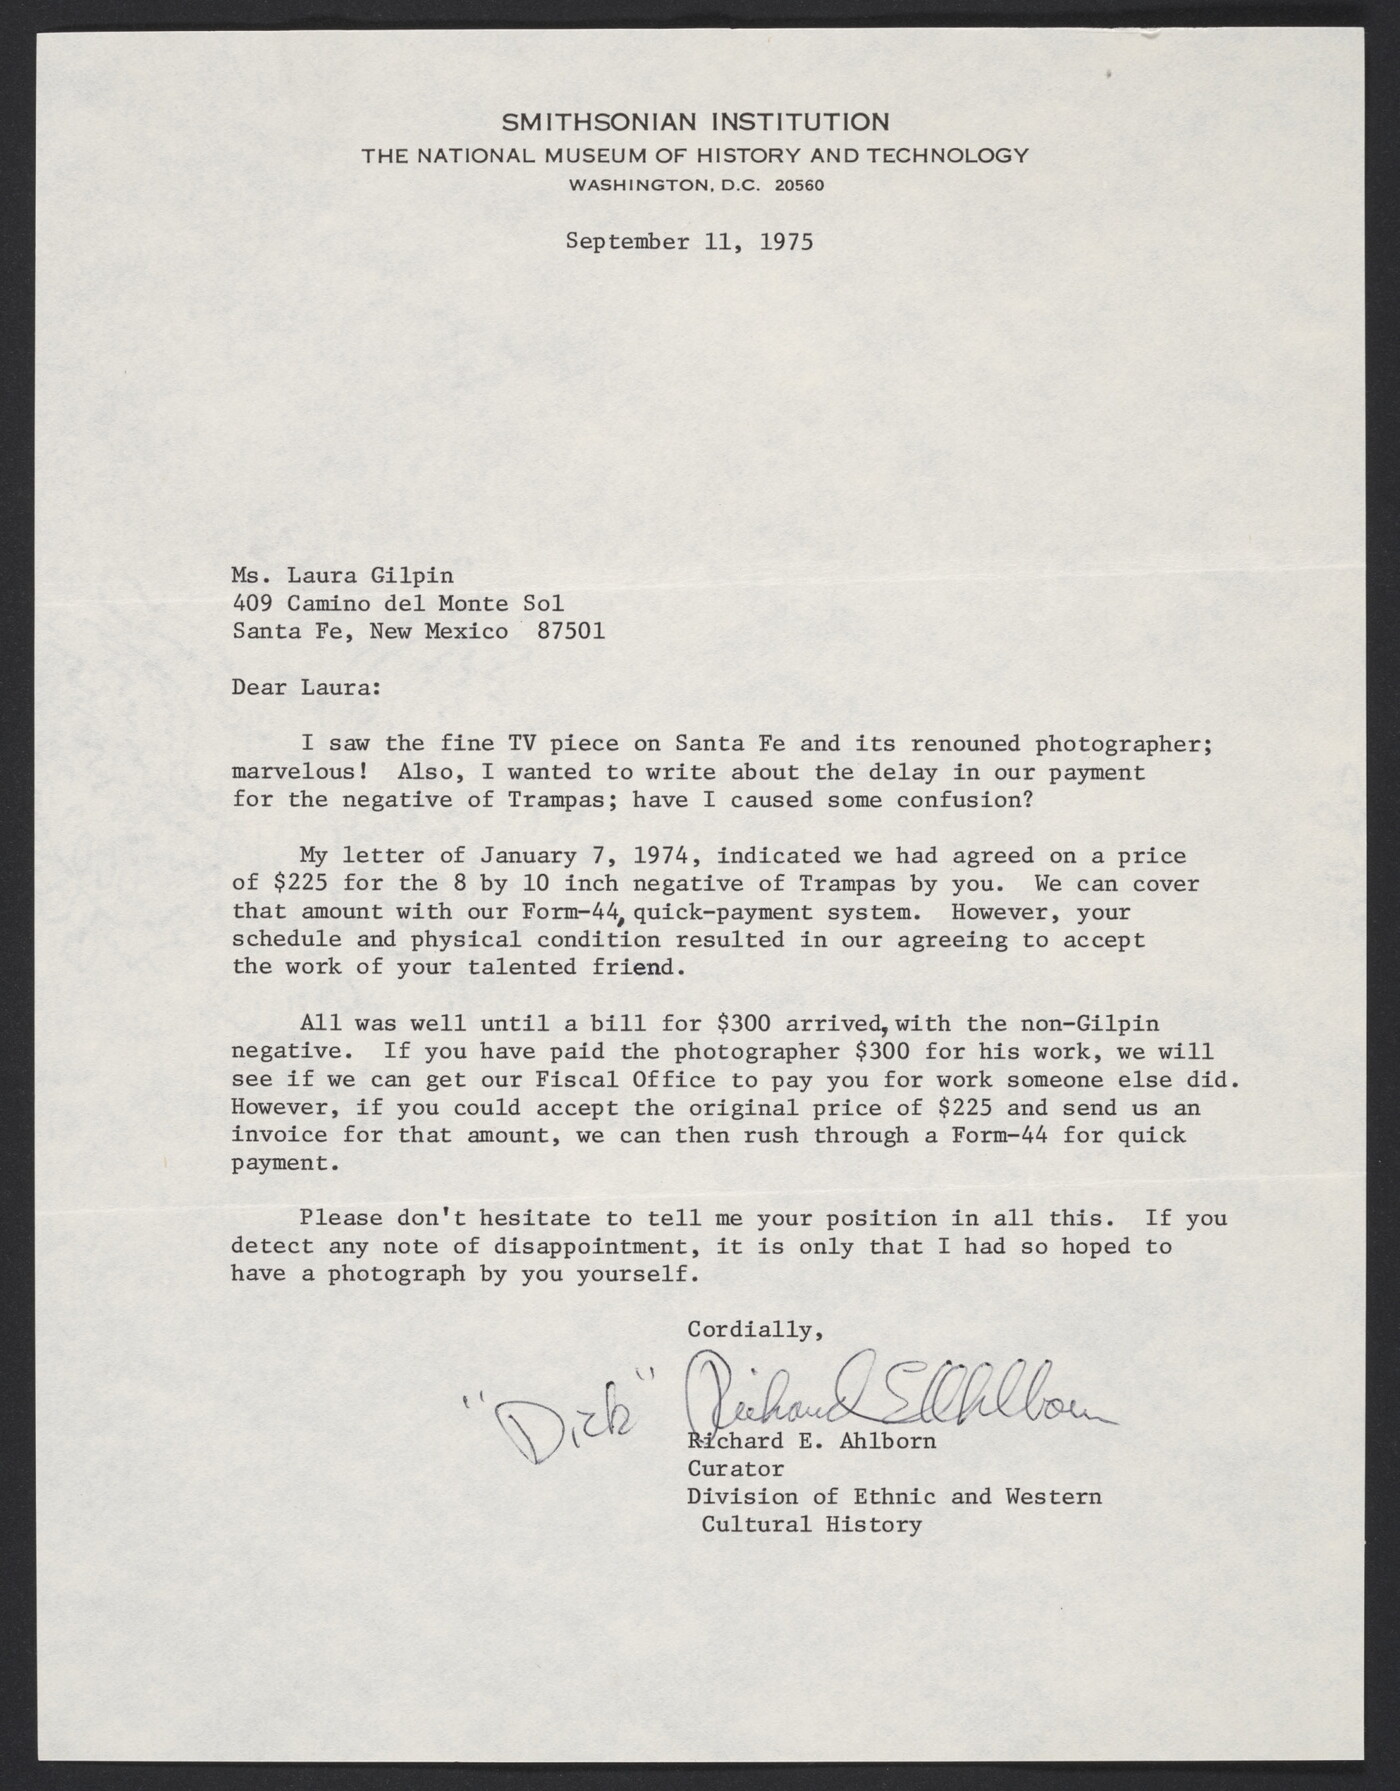 SMITHSONIAN INSTITUTION
THE NATIONAL MUSEUM OF HISTORY AND TECHNOLOGY
WASHINGTON, D.C. 20560
September 11, 1975
Ms. Laura Gilpin
409 Camino del Monte Sol
Santa Fe, New Mexico 87501
Dear Laura:
I saw the fine TV piece on Santa Fe and its renouned photographer;
marvelous! Also, I wanted to write about the delay in our payment
for the negative of Trampas; have I caused some confusion?
My letter of January 7, 1974, indicated we had agreed on a price
of $225 for the 8 by 10 inch negative of Trampas by you. We can cover
that amount with our Form-44, quick-payment system. However, your
schedule and physical condition resulted in our agreeing to accept
the work of your talented friend.
All was well until a bill for $300 arrived, with the non-Gilpin
negative. If you have paid the photographer $300 for his work, we will
see if we can get our Fiscal Office to pay you for work someone else did.
However, if you could accept the original price of $225 and send us an
invoice for that amount, we can then rush through a Form-44 for quick
payment.
Please don't hesitate to tell me your position in all this. If you
detect any note of disappointment, it is only that I had so hoped to
have a photograph by you yourself.
Cordially,
"Dick" Richard E Ahlborn
Richard E. Ahlborn
Curator
Division of Ethnic and Western
Cultural History